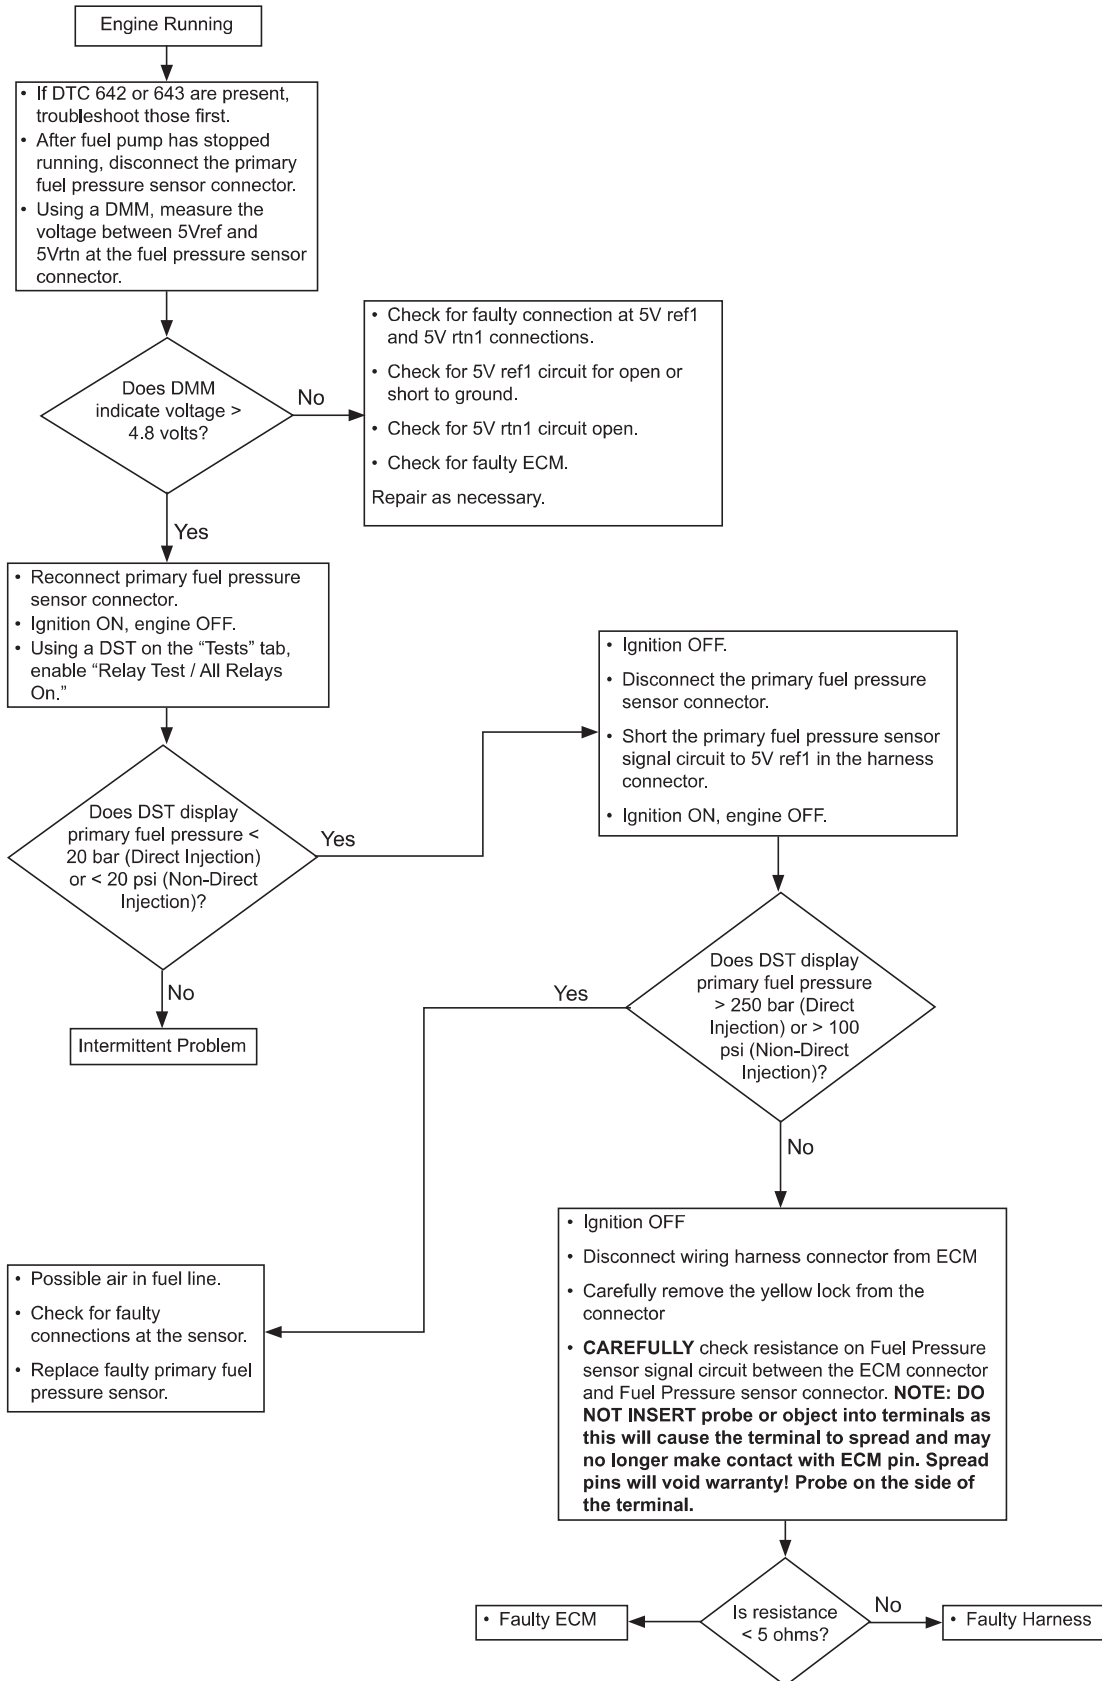 Engine Running
• If DTC 642 or 643 are present,
troubleshoot those first.
• After fuel pump has stopped
running, disconnect the primary
fuel pressure sensor connector.
• Using a DMM, measure the
voltage between 5Vref and
5Vrtn at the fuel pressure sensor
connector.
Does DMM
indicate voltage >
4.8 volts?
No
• Check for faulty connection at 5V ref1
and 5V rtn1 connections.
• Check for 5V ref1 circuit for open or
short to ground.
• Check for 5V rtn1 circuit open.
• Check for faulty ECM.
Repair as necessary.
Yes
• Reconnect primary fuel pressure
sensor connector.
• Ignition ON, engine OFF.
• Using a DST on the “Tests” tab,
enable “Relay Test / All Relays
On.”
Does DST display
primary fuel pressure <
20 bar (Direct Injection)
or < 20 psi (Non-Direct
Injection)?
Yes
No
Intermittent Problem
• Ignition OFF.
• Disconnect the primary fuel pressure
sensor connector.
• Short the primary fuel pressure sensor
signal circuit to 5V ref1 in the harness
connector.
• Ignition ON, engine OFF.
Does DST display
primary fuel pressure
> 250 bar (Direct
Injection) or > 100
psi (Nion-Direct
Injection)?
Yes
No
• Possible air in fuel line.
• Check for faulty
connections at the sensor.
• Replace faulty primary fuel
pressure sensor.
• Ignition OFF
• Disconnect wiring harness connector from ECM
• Carefully remove the yellow lock from the
connector
• CAREFULLY check resistance on Fuel Pressure
sensor signal circuit between the ECM connector
and Fuel Pressure sensor connector. NOTE: DO
NOT INSERT probe or object into terminals as
this will cause the terminal to spread and may
no longer make contact with ECM pin. Spread
pins will void warranty! Probe on the side of
the terminal.
Is resistance
< 5 ohms?
• Faulty ECM
No
• Faulty Harness